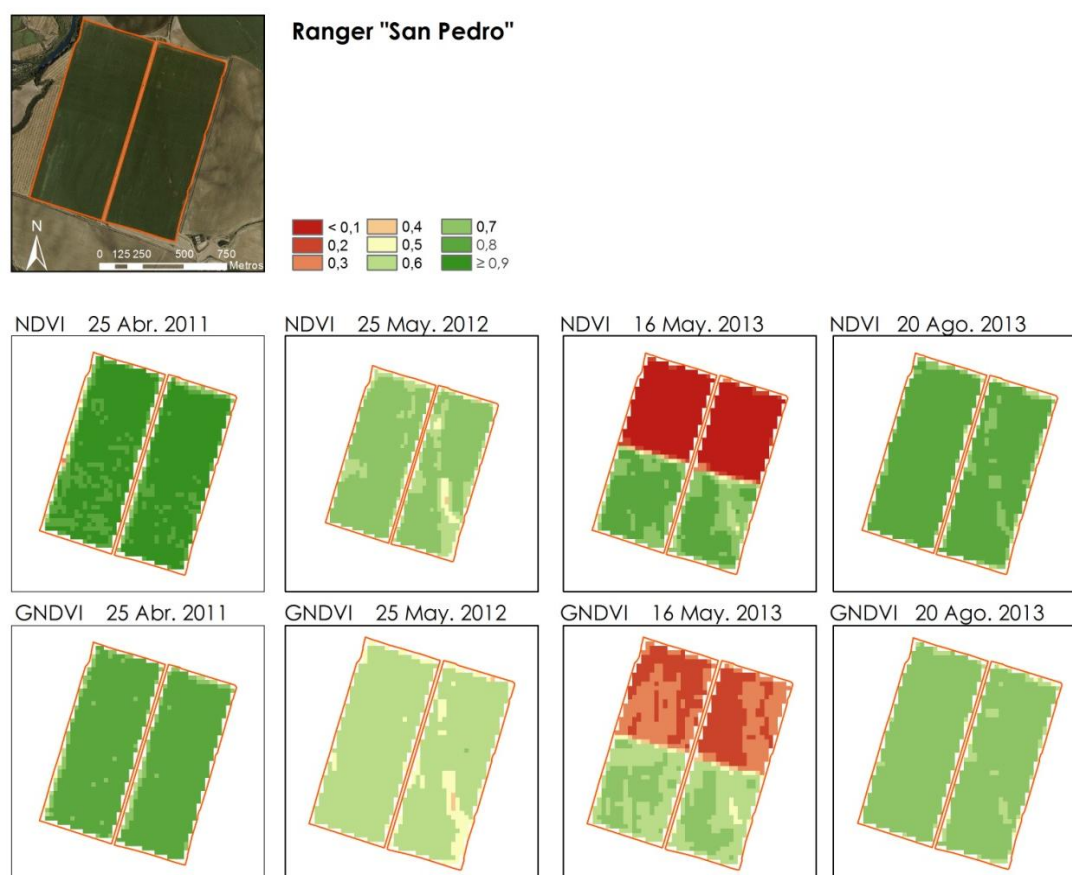 Ranger "San Pedro"
N
0 125 250 500 750
Metros
< 0,1 0,4 0,7
0,2 0,5 0,8
0,3 0,6 ≥ 0,9
NDVI 25 Abr. 2011
NDVI 25 May. 2012
NDVI 16 May. 2013
NDVI 20 Ago. 2013
GNDVI 25 Abr. 2011
GNDVI 25 May. 2012
GNDVI 16 May. 2013
GNDVI 20 Ago. 2013